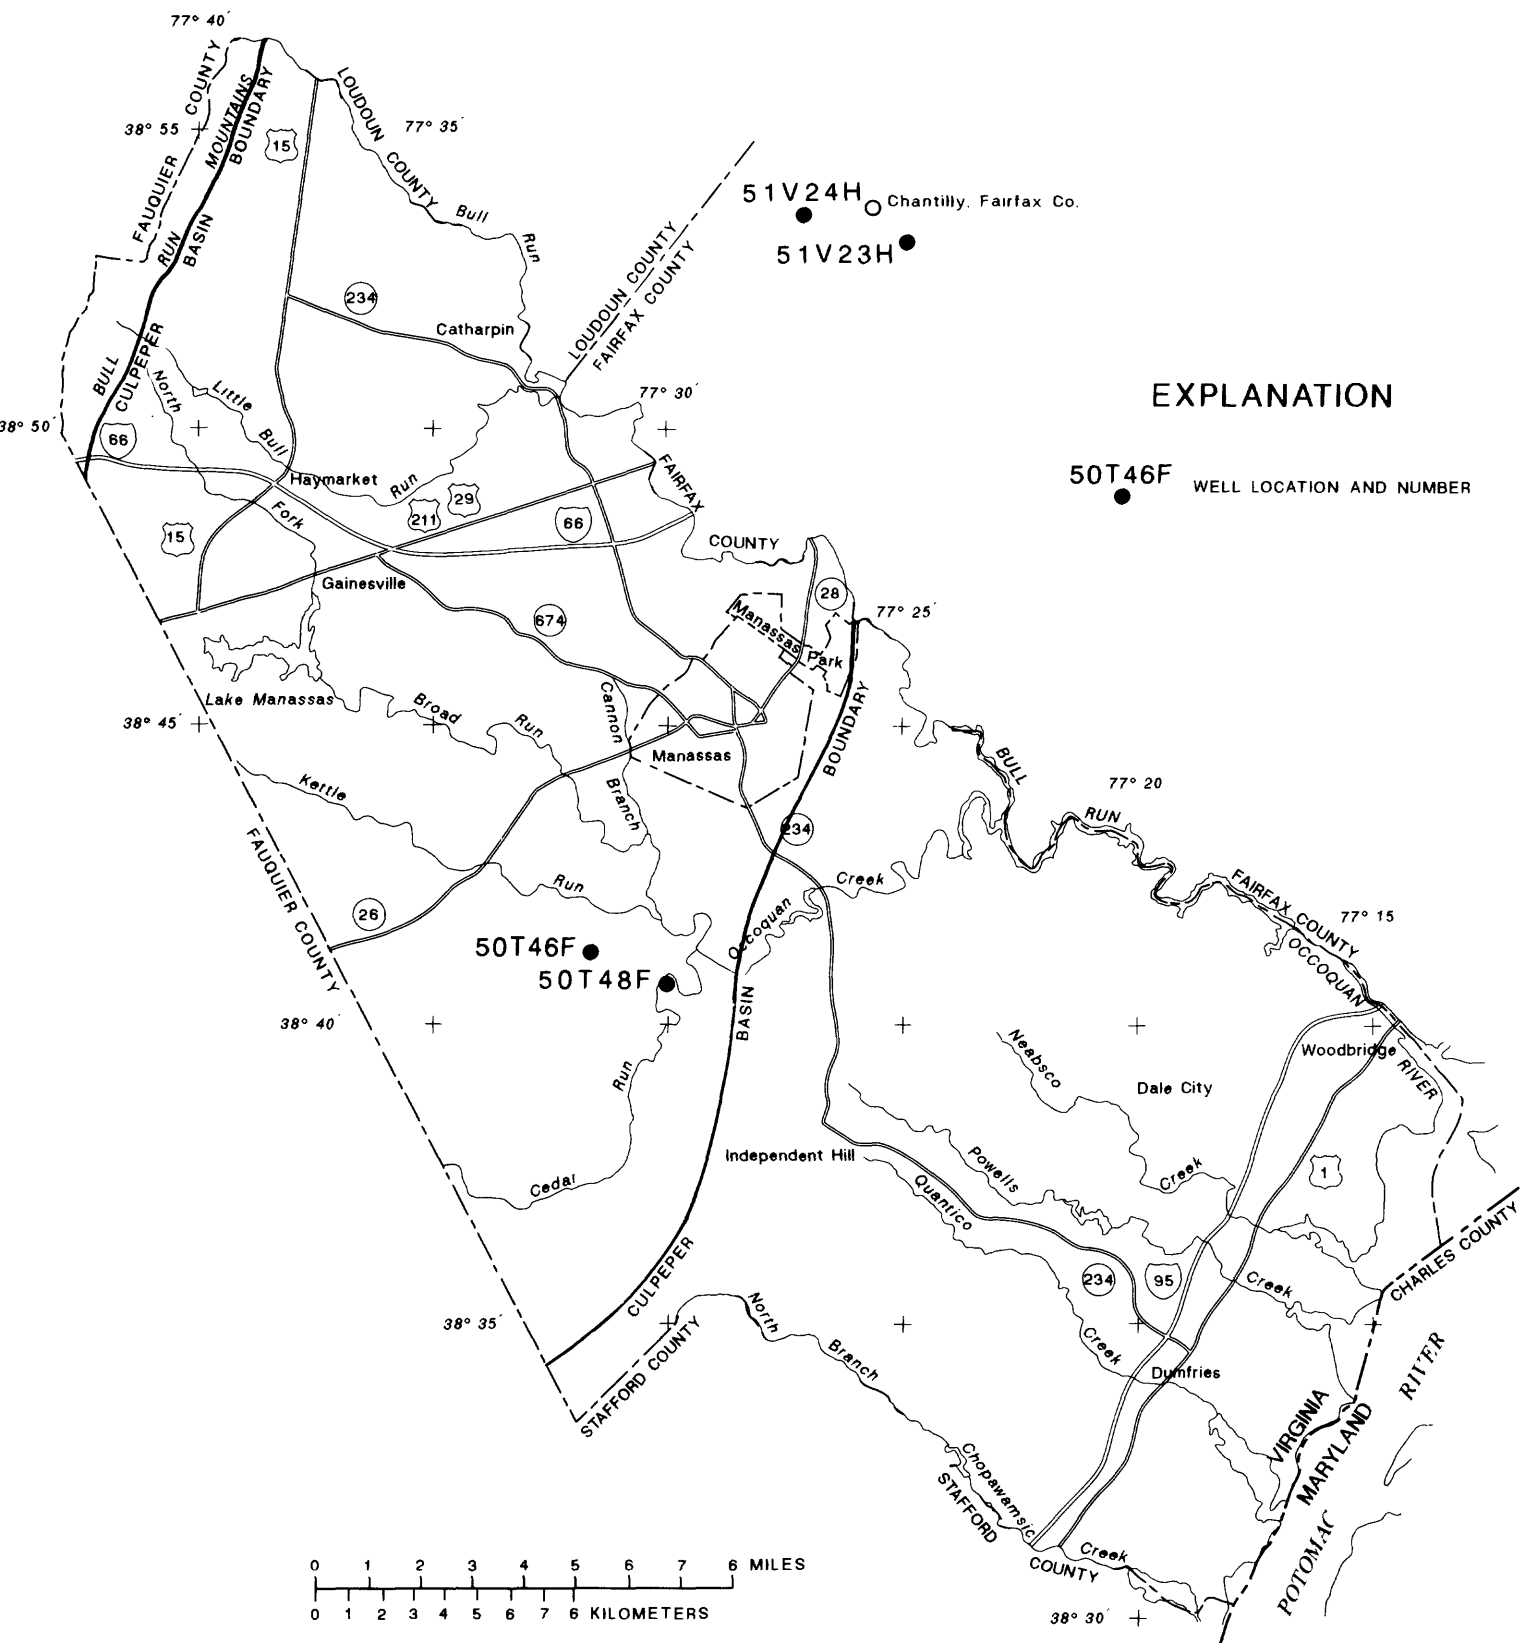 77° 40′
FAUQUIER COUNTY
BULL RUN MOUNTAINS
CULPEPER BASIN BOUNDARY
LOUDOUN COUNTY
38° 55′
77° 35′
15
Bull Run
51V24H
Chantilly, Fairfax Co.
51V23H
LOUDOUN COUNTY
FAIRFAX COUNTY
234
Catharpin
77° 30′
EXPLANATION
50T46F
WELL LOCATION AND NUMBER
38° 50′
66
North Fork
Little Bull Run
Haymarket
211
29
66
FAIRFAX COUNTY
15
Gainesville
674
28
77° 25′
Manassas Park
Lake Manassas
Broad Run
Cannon Branch
38° 45′
Manassas
BOUNDARY
BULL RUN
77° 20′
Kettle Run
234
FAUQUIER COUNTY
26
Occoquan Creek
FAIRFAX COUNTY
77° 15′
OCCOQUAN RIVER
50T46F
50T48F
BASIN
38° 40′
Woodbridge
Neabsco Creek
Dale City
Cedar Run
Independent Hill
Powells Creek
Quantico Creek
1
CHARLES COUNTY
CULPEPER
234
95
38° 35′
STAFFORD COUNTY
North Branch
Dumfries
VIRGINIA
MARYLAND
POTOMAC RIVER
Chopawamsic Creek
STAFFORD COUNTY
0 1 2 3 4 5 6 7 6 MILES
0 1 2 3 4 5 6 7 6 KILOMETERS
38° 30′